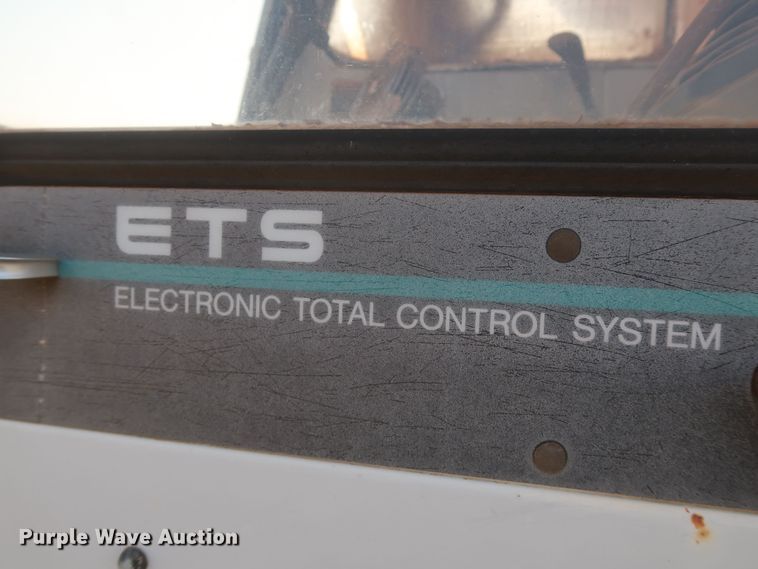 ETS
ELECTRONIC TOTAL CONTROL SYSTEM
Purple Wave Auction